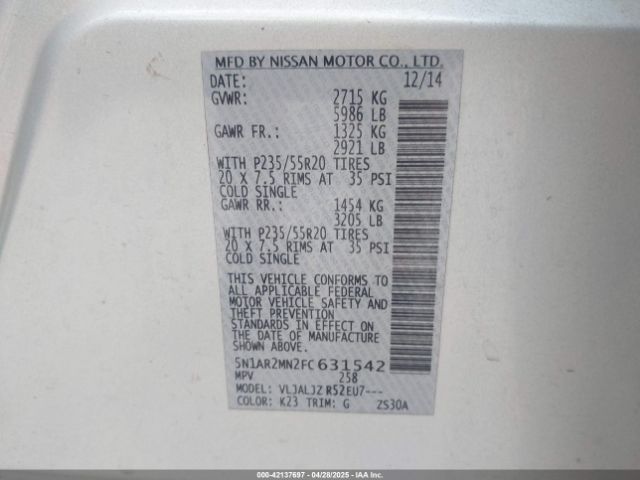 MFD BY NISSAN MOTOR CO., LTD.
DATE: 12/14
GVWR: 2715 KG
5986 LB
GAWR FR.: 1325 KG
2921 LB
WITH P235/55R20 TIRES
20 X 7.5 RIMS AT 35 PSI
COLD SINGLE
GAWR RR.: 1454 KG
3205 LB
WITH P235/55R20 TIRES
20 X 7.5 RIMS AT 35 PSI
COLD SINGLE
THIS VEHICLE CONFORMS TO
ALL APPLICABLE FEDERAL
MOTOR VEHICLE SAFETY AND
THEFT PREVENTION
STANDARDS IN EFFECT ON
DATE OF MANUFACTURE
SHOWN ABOVE.
5N1AR2MN2FC631542
MPV 258
MODEL: VLJALJZ R52EU7---
COLOR: K23 TRIM: G ZS30A
000-42137697 - 04/28/2025 - IAAI.COM